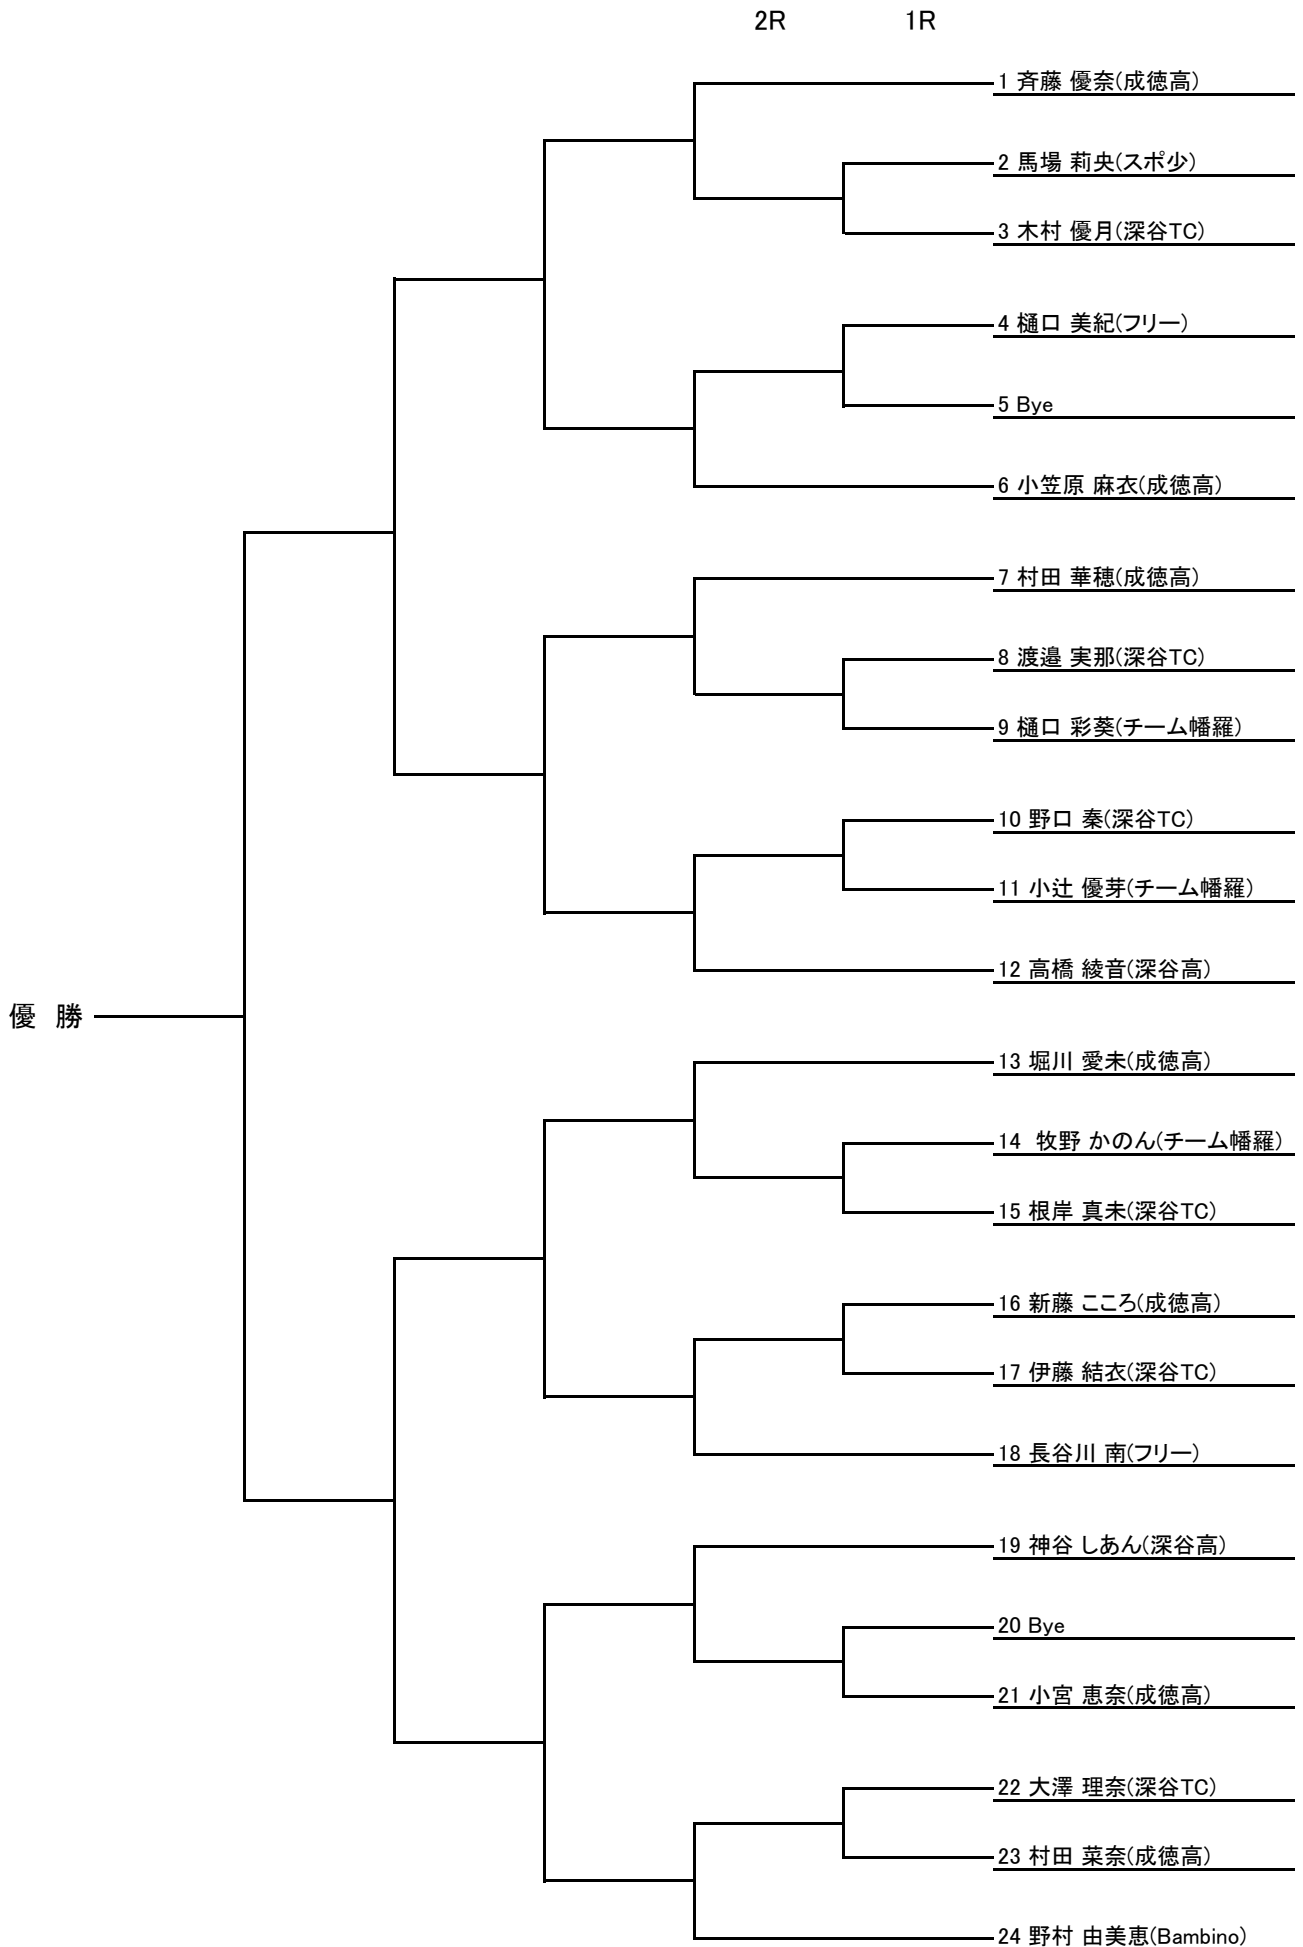 2R 1R
1 斉藤 優奈(成徳高)
2 馬場 莉央(スポ少)
3 木村 優月(深谷TC)
4 樋口 美紀(フリー)
5 Bye
6 小笠原 麻衣(成徳高)
7 村田 華穂(成徳高)
8 渡邉 実那(深谷TC)
9 樋口 彩葵(チーム幡羅)
10 野口 秦(深谷TC)
11 小辻 優芽(チーム幡羅)
12 高橋 綾音(深谷高)
優 勝
13 堀川 愛未(成徳高)
14 牧野 かのん(チーム幡羅)
15 根岸 真未(深谷TC)
16 新藤 こころ(成徳高)
17 伊藤 結衣(深谷TC)
18 長谷川 南(フリー)
19 神谷 しあん(深谷高)
20 Bye
21 小宮 恵奈(成徳高)
22 大澤 理奈(深谷TC)
23 村田 菜奈(成徳高)
24 野村 由美恵(Bambino)